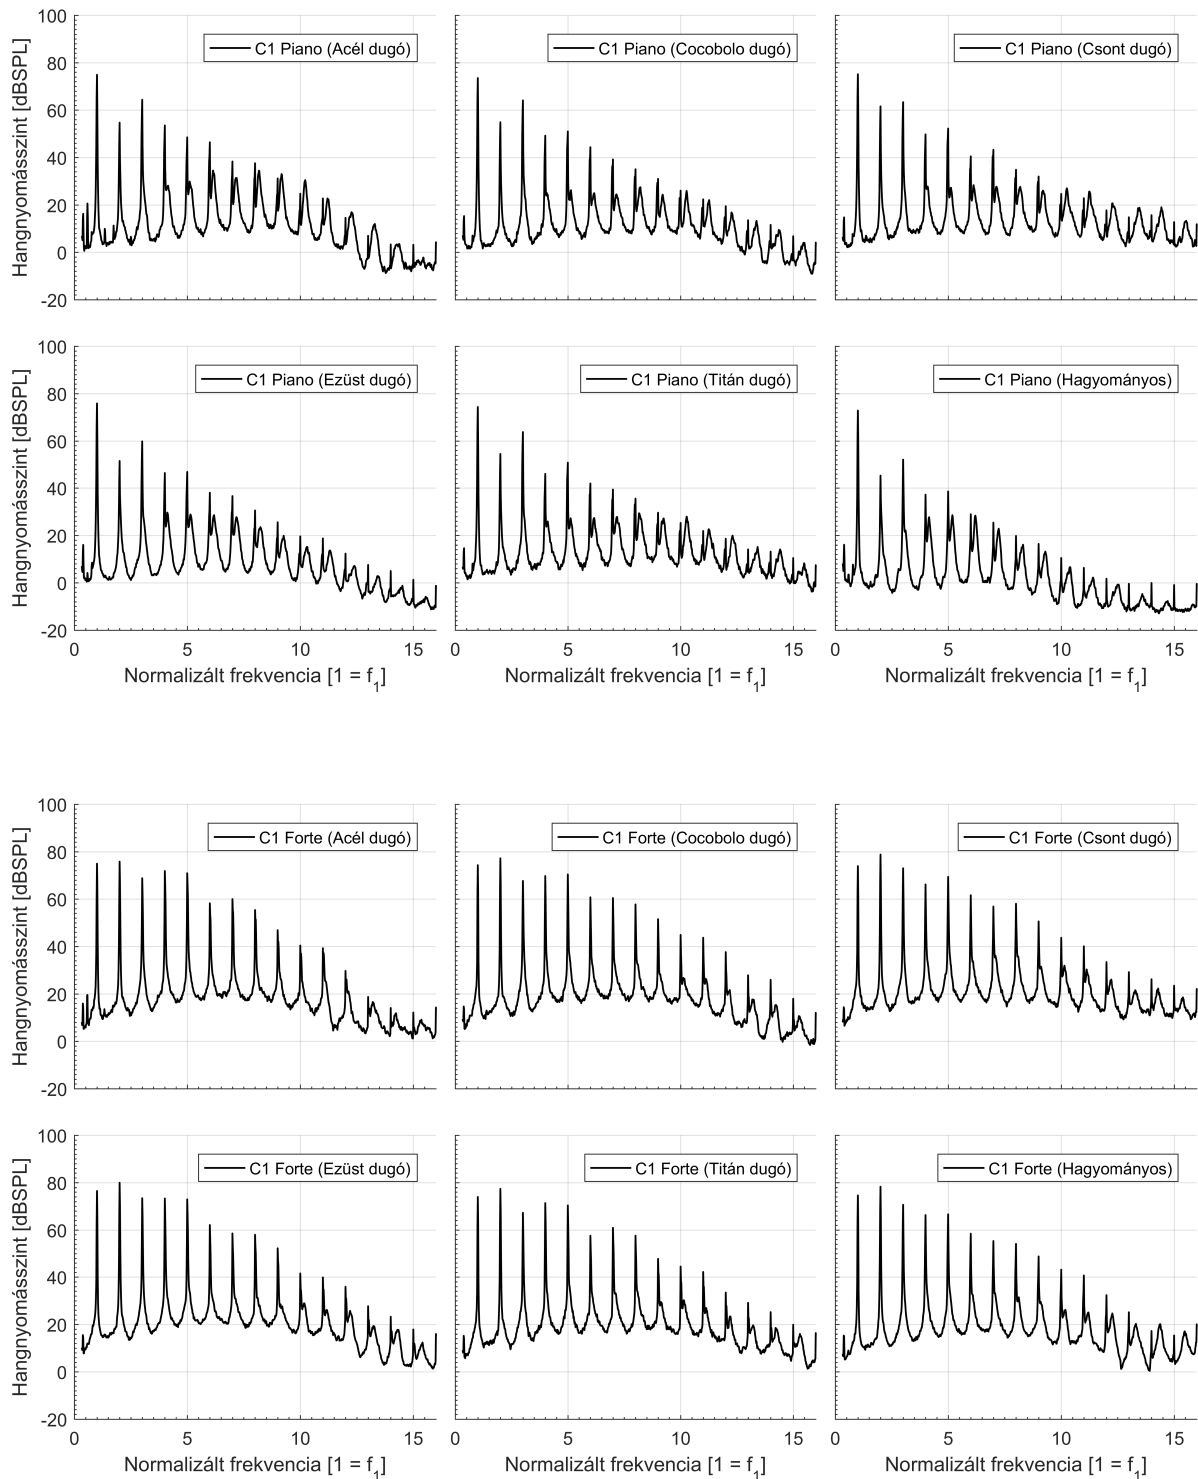 100
80
60
40
20
0
-20
Hangnyomásszint [dBSPL]
C1 Piano (Acél dugó)
C1 Piano (Cocobolo dugó)
C1 Piano (Csont dugó)
100
80
60
40
20
0
-20
Hangnyomásszint [dBSPL]
C1 Piano (Ezüst dugó)
C1 Piano (Titán dugó)
C1 Piano (Hagyományos)
0 5 10 15
0 5 10 15
0 5 10 15
Normalizált frekvencia [1 = f1]
Normalizált frekvencia [1 = f1]
Normalizált frekvencia [1 = f1]
100
80
60
40
20
0
-20
Hangnyomásszint [dBSPL]
C1 Forte (Acél dugó)
C1 Forte (Cocobolo dugó)
C1 Forte (Csont dugó)
100
80
60
40
20
0
-20
Hangnyomásszint [dBSPL]
C1 Forte (Ezüst dugó)
C1 Forte (Titán dugó)
C1 Forte (Hagyományos)
0 5 10 15
0 5 10 15
0 5 10 15
Normalizált frekvencia [1 = f1]
Normalizált frekvencia [1 = f1]
Normalizált frekvencia [1 = f1]